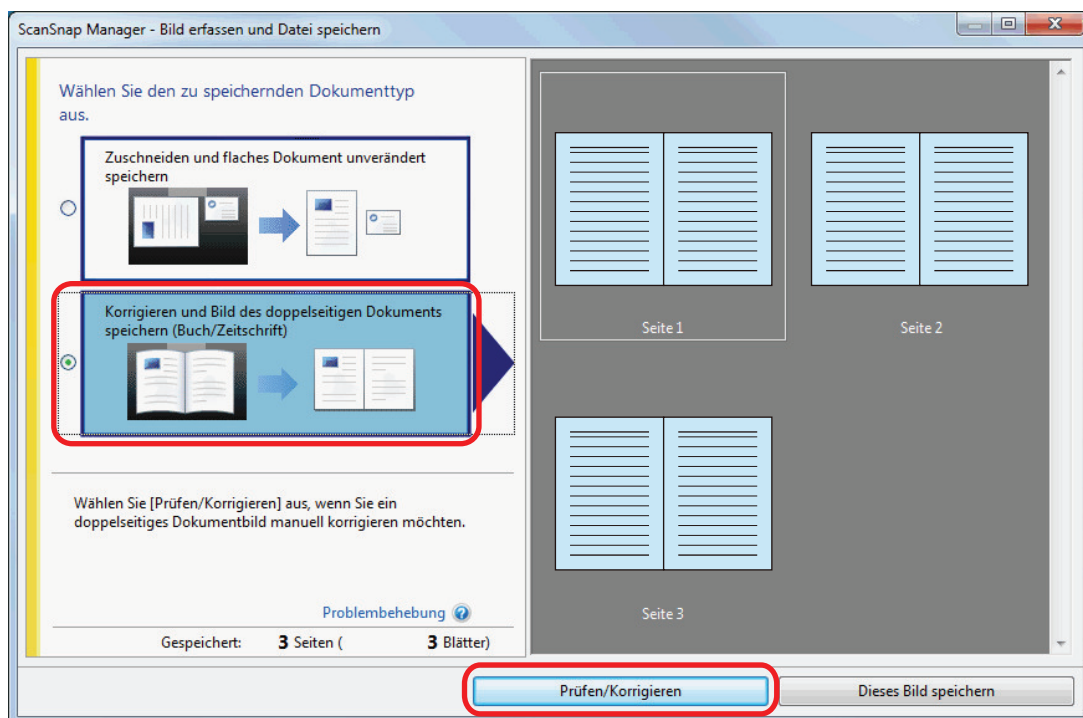 ScanSnap Manager - Bild erfassen und Datei speichern
Wählen Sie den zu speichernden Dokumenttyp
aus.
Zuschneiden und flaches Dokument unverändert
speichern
Korrigieren und Bild des doppelseitigen Dokuments
speichern (Buch/Zeitschrift)
Wählen Sie [Prüfen/Korrigieren] aus, wenn Sie ein
doppelseitiges Dokumentbild manuell korrigieren möchten.
Problembehebung
Gespeichert: 3 Seiten ( 3 Blätter)
Seite 1
Seite 2
Seite 3
Prüfen/Korrigieren
Dieses Bild speichern